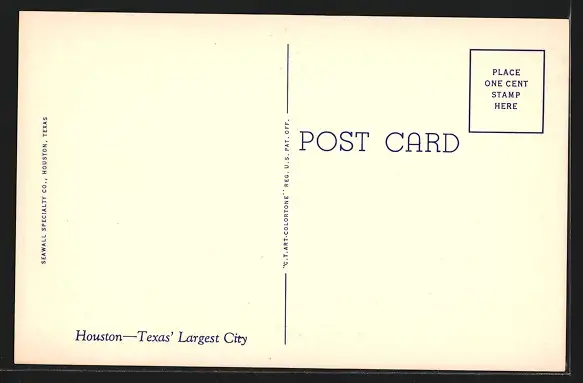 SEAWALL SPECIALTY CO., HOUSTON, TEXAS
Houston—Texas' Largest City
"C.T. ART-COLORTONE" REG. U.S. PAT. OFF.
POST CARD
PLACE
ONE CENT
STAMP
HERE